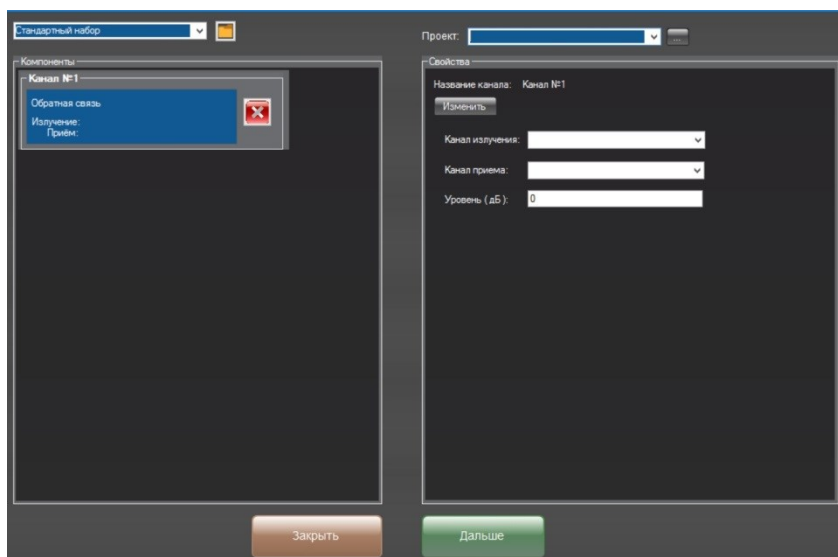 Стандартный набор
Проект:
...
Компоненты
Канал №1
Обратная связь
Излучение:
Приём:
Свойства
Название канала: Канал №1
Изменить
Канал излучения:
Канал приема:
Уровень ( дБ ): 0
Закрыть
Дальше